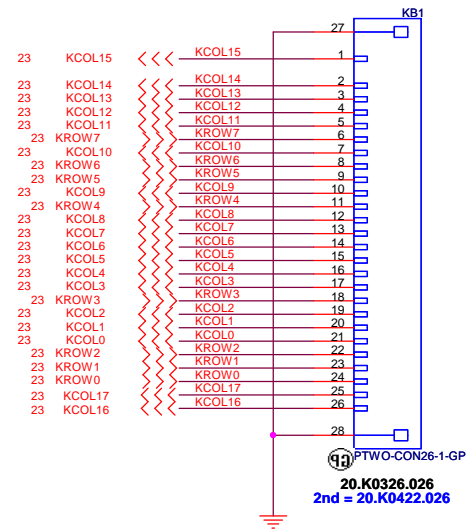 KB1
27
23 KCOL15 KCOL15 1
23 KCOL14 KCOL14 2
23 KCOL13 KCOL13 3
23 KCOL12 KCOL12 4
23 KCOL11 KCOL11 5
23 KROW7 KROW7 6
23 KCOL10 KCOL10 7
23 KROW6 KROW6 8
23 KROW5 KROW5 9
23 KCOL9 KCOL9 10
23 KROW4 KROW4 11
23 KCOL8 KCOL8 12
23 KCOL7 KCOL7 13
23 KCOL6 KCOL6 14
23 KCOL5 KCOL5 15
23 KCOL4 KCOL4 16
23 KCOL3 KCOL3 17
23 KROW3 KROW3 18
23 KCOL2 KCOL2 19
23 KCOL1 KCOL1 20
23 KCOL0 KCOL0 21
23 KROW2 KROW2 22
23 KROW1 KROW1 23
23 KROW0 KROW0 24
23 KCOL17 KCOL17 25
23 KCOL16 KCOL16 26
28
GP PTWO-CON26-1-GP
20.K0326.026
2nd = 20.K0422.026